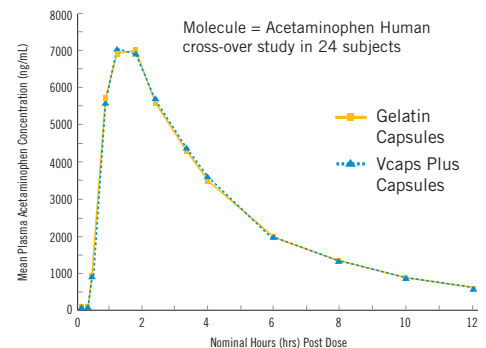 Molecule = Acetaminophen Human
cross-over study in 24 subjects
Mean Plasma Acetaminophen Concentration (ng/mL)
8000
7000
6000
5000
4000
3000
2000
1000
0
Gelatin
Capsules
Vcaps Plus
Capsules
0 2 4 6 8 10 12
Nominal Hours (hrs) Post Dose